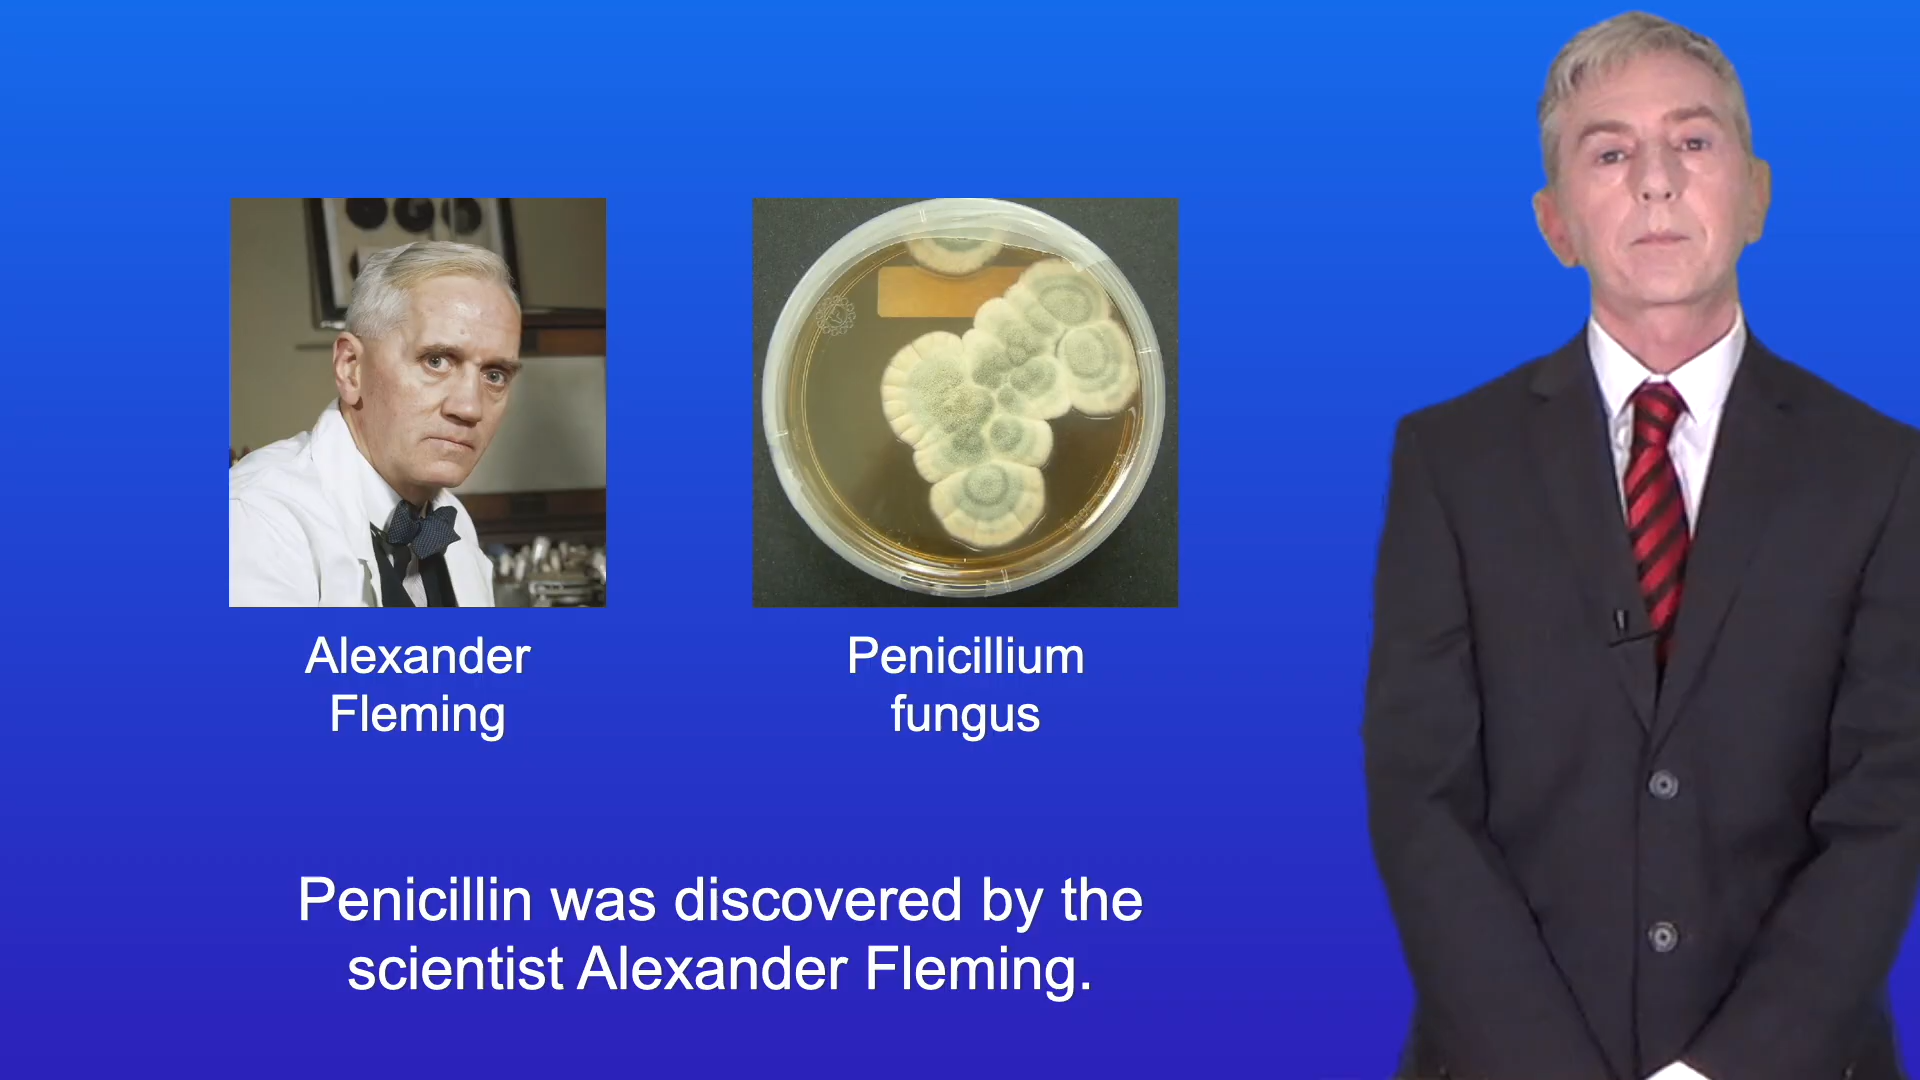 Alexander
Fleming
Penicillium
fungus
Penicillin was discovered by the
scientist Alexander Fleming.